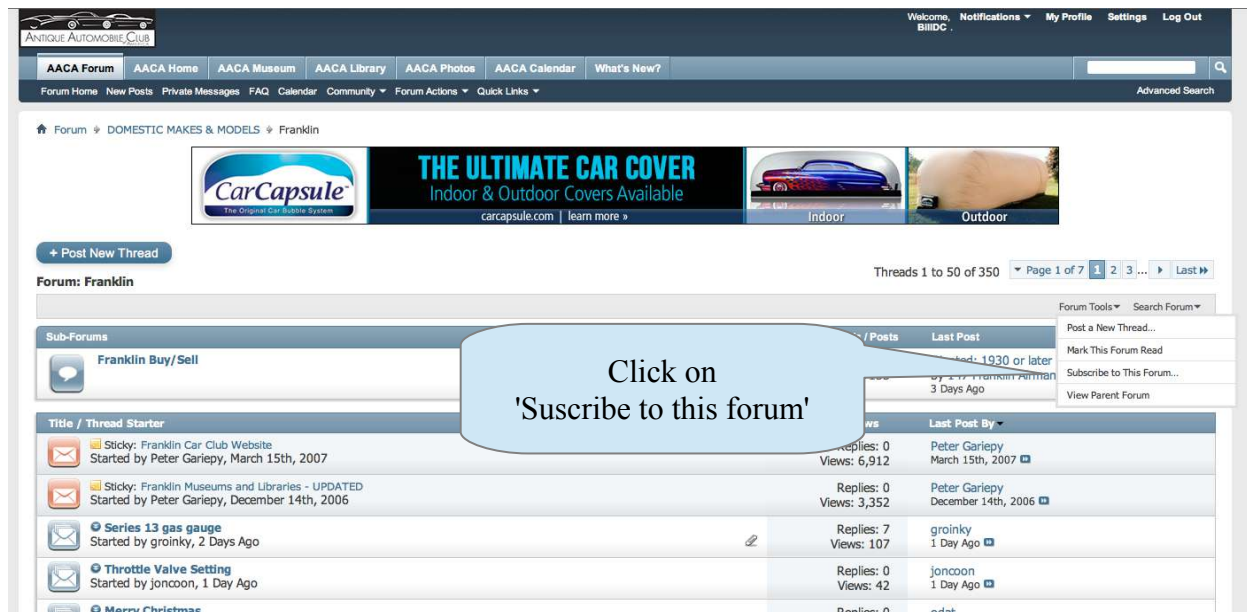 ANTIQUE AUTOMOBILE CLUB
Welcome, BillDC .
Notifications My Profile Settings Log Out
AACA Forum AACA Home AACA Museum AACA Library AACA Photos AACA Calendar What's New?
Forum Home New Posts Private Messages FAQ Calendar Community Forum Actions Quick Links Advanced Search
Forum DOMESTIC MAKES & MODELS Franklin
CarCapsule
The Original Car Bubble System
THE ULTIMATE CAR COVER
Indoor & Outdoor Covers Available
carcapsule.com | learn more »
Indoor
Outdoor
+ Post New Thread
Threads 1 to 50 of 350 Page 1 of 7 1 2 3 ... Last
Forum: Franklin
Forum Tools Search Forum
Post a New Thread...
Mark This Forum Read
Subscribe to This Forum...
View Parent Forum
Sub-Forums / Posts Last Post
Franklin Buy/Sell
: 1930 or later
by 147 Franklin Airman
3 Days Ago
Click on
'Suscribe to this forum'
Title / Thread Starter Last Post By
Sticky: Franklin Car Club Website
Started by Peter Gariepy, March 15th, 2007
Replies: 0
Views: 6,912
Peter Gariepy
March 15th, 2007
Sticky: Franklin Museums and Libraries - UPDATED
Started by Peter Gariepy, December 14th, 2006
Replies: 0
Views: 3,352
Peter Gariepy
December 14th, 2006
Series 13 gas gauge
Started by groinky, 2 Days Ago
Replies: 7
Views: 107
groinky
1 Day Ago
Throttle Valve Setting
Started by joncoon, 1 Day Ago
Replies: 0
Views: 42
joncoon
1 Day Ago
Merry Christmas
Replies: 0